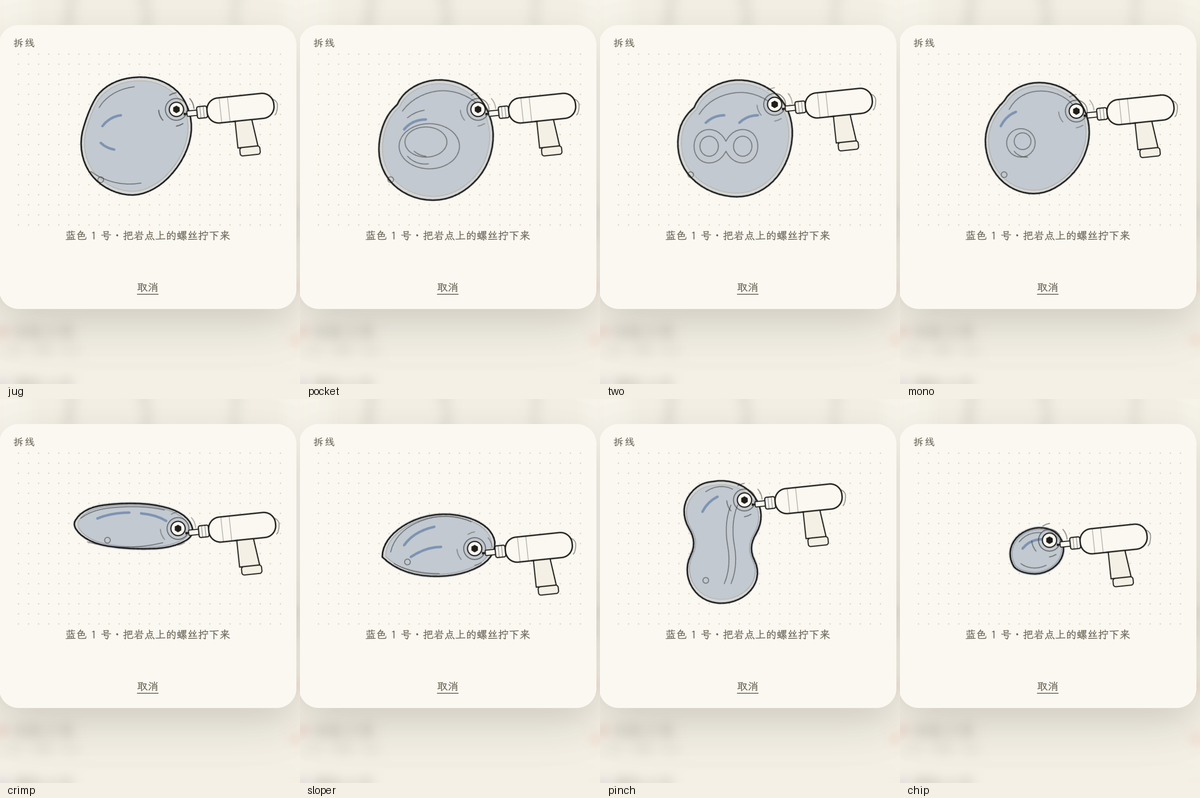 拆线
拆线
拆线
拆线
蓝色 1 号・把岩点上的螺丝拧下来
蓝色 1 号・把岩点上的螺丝拧下来
蓝色 1 号・把岩点上的螺丝拧下来
蓝色 1 号・把岩点上的螺丝拧下来
取消
取消
取消
取消
jug
pocket
two
mono
拆线
拆线
拆线
拆线
蓝色 1 号・把岩点上的螺丝拧下来
蓝色 1 号・把岩点上的螺丝拧下来
蓝色 1 号・把岩点上的螺丝拧下来
蓝色 1 号・把岩点上的螺丝拧下来
取消
取消
取消
取消
crimp
sloper
pinch
chip